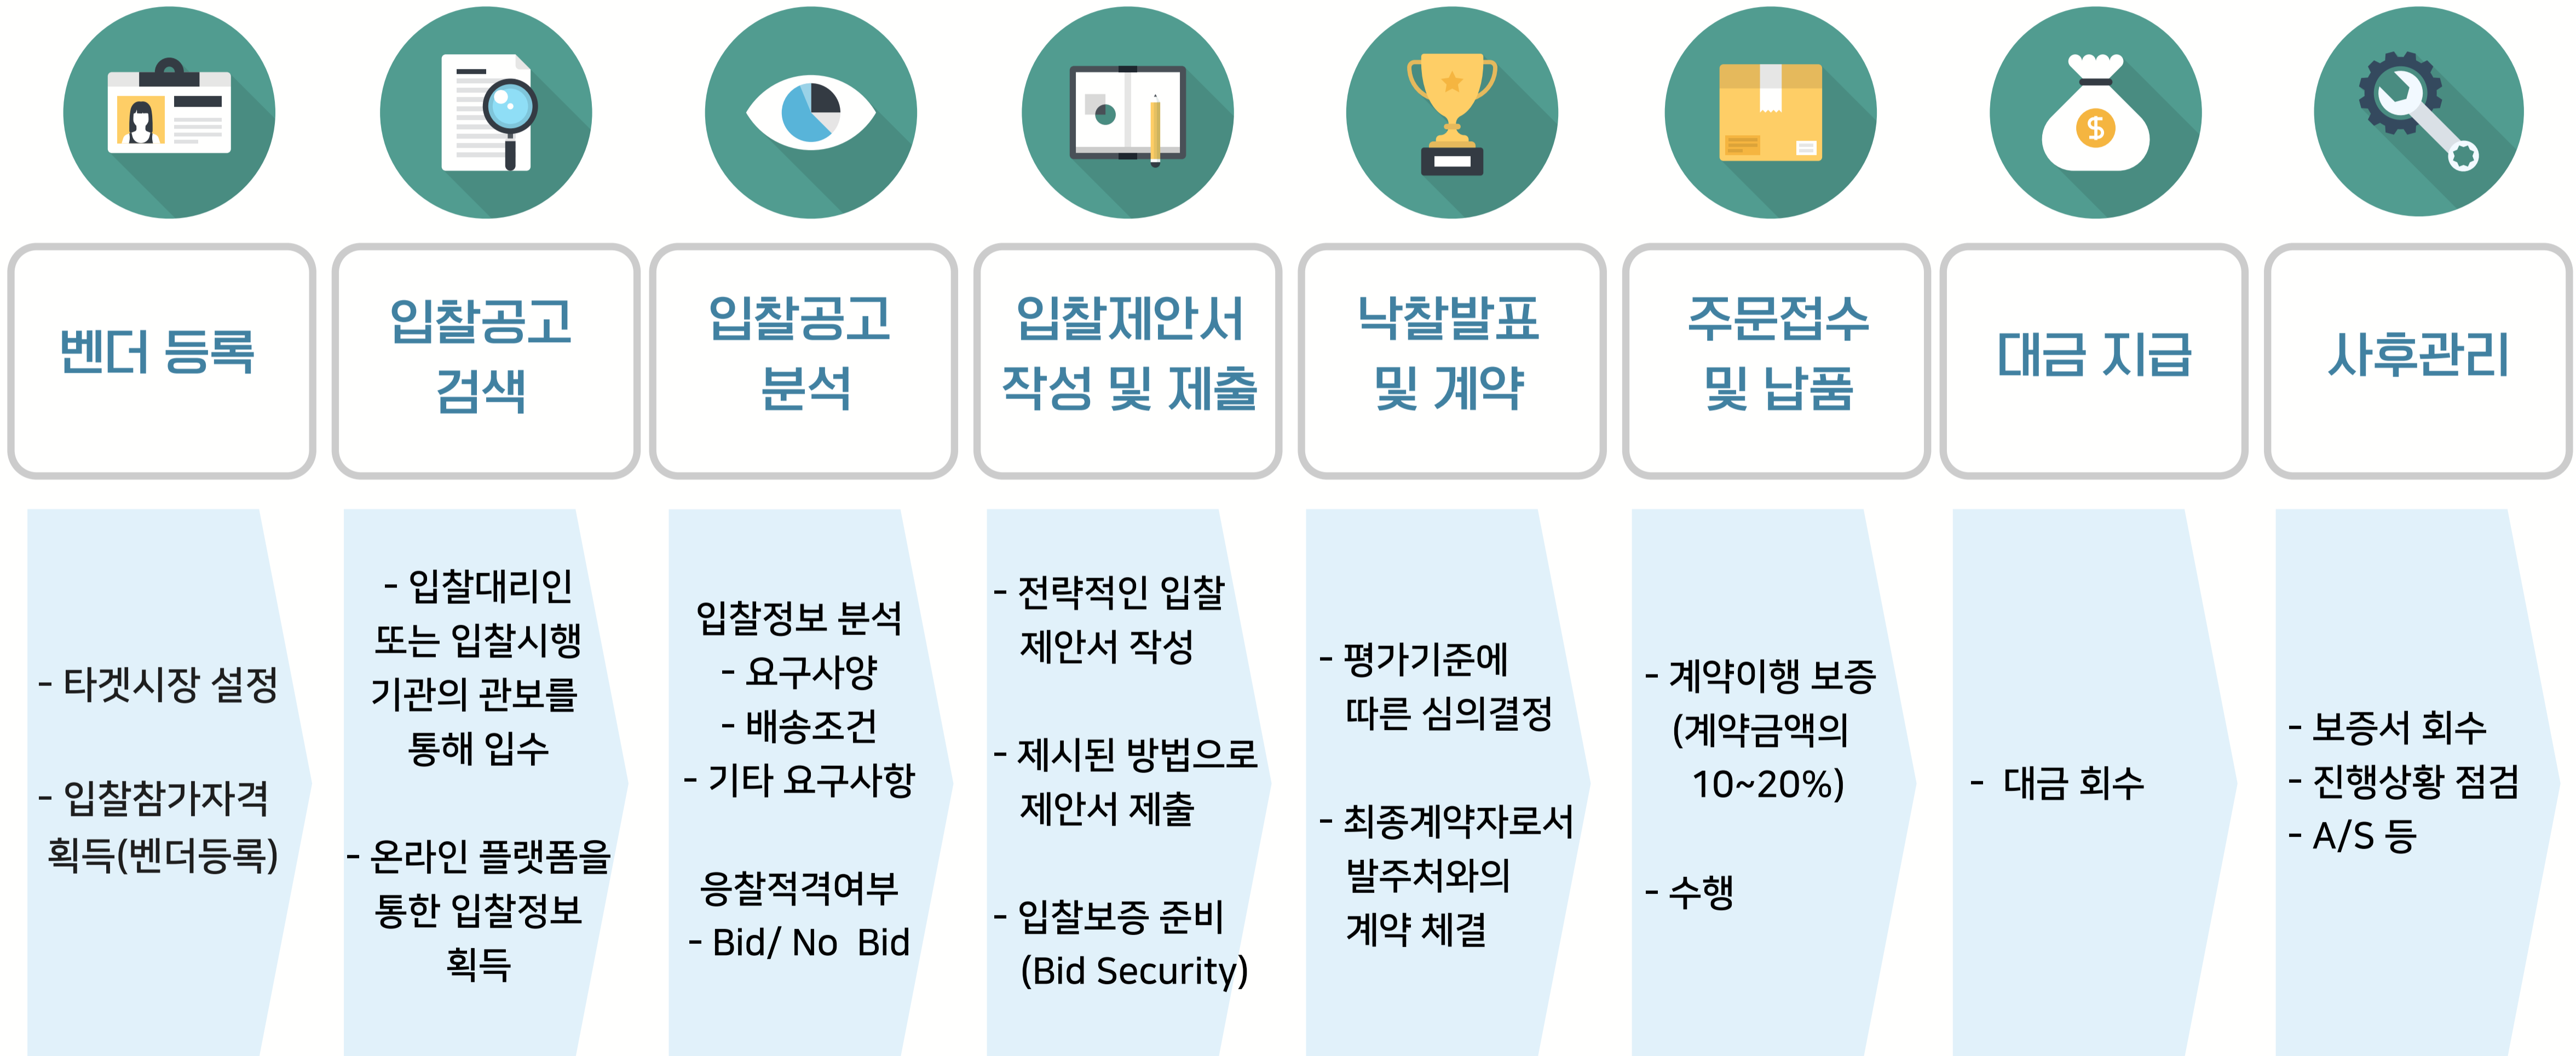 벤더 등록
입찰공고
검색
입찰공고
분석
입찰제안서
작성 및 제출
낙찰발표
및 계약
주문접수
및 납품
대금 지급
사후관리
- 타겟시장 설정
- 입찰참가자격
획득(벤더등록)
- 입찰대리인
또는 입찰시행
기관의 관보를
통해 입수
- 온라인 플랫폼을
통한 입찰정보
획득
입찰정보 분석
- 요구사양
- 배송조건
- 기타 요구사항
응찰적격여부
- Bid/ No  Bid
- 전략적인 입찰
제안서 작성
- 제시된 방법으로
제안서 제출
- 입찰보증 준비
(Bid Security)
- 평가기준에
따른 심의결정
- 최종계약자로서
발주처와의
계약 체결
- 계약이행 보증
(계약금액의
10~20%)
- 수행
- 대금 회수
- 보증서 회수
- 진행상황 점검
- A/S 등